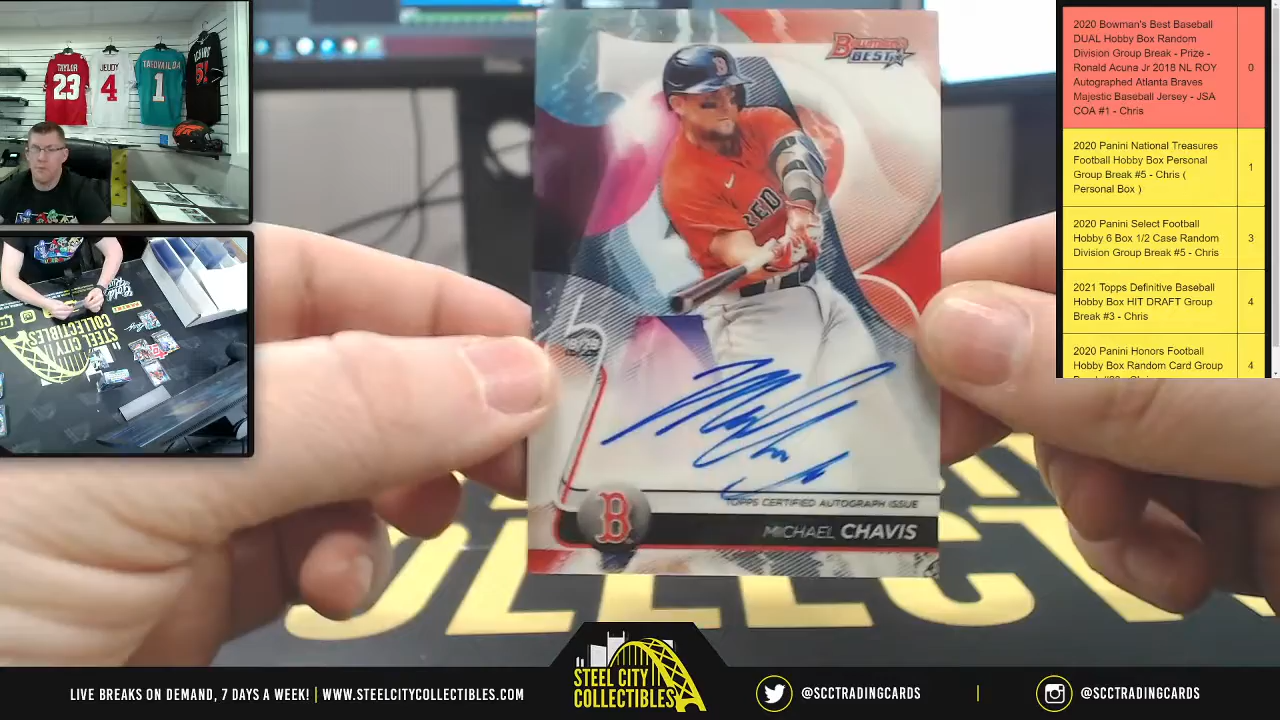 TAYLOR
23
JEUDY
4
TAGOVAILOA
1
BOWMAN'S
BEST
RED
B
TOPPS CERTIFIED AUTOGRAPH ISSUE
MICHAEL CHAVIS
2020 Bowman's Best Baseball
DUAL Hobby Box Random
Division Group Break - Prize -
Ronald Acuna Jr 2018 NL ROY
Autographed Atlanta Braves
Majestic Baseball Jersey - JSA
COA #1 - Chris
0
2020 Panini National Treasures
Football Hobby Box Personal
Group Break #5 - Chris (
Personal Box )
1
2020 Panini Select Football
Hobby 6 Box 1/2 Case Random
Division Group Break #5 - Chris
3
2021 Topps Definitive Baseball
Hobby Box HIT DRAFT Group
Break #3 - Chris
4
2020 Panini Honors Football
Hobby Box Random Card Group
4
COLLECTIBLES
LIVE BREAKS ON DEMAND, 7 DAYS A WEEK! | WWW.STEELCITYCOLLECTIBLES.COM
STEEL CITY
COLLECTIBLES
@SCCTRADINGCARDS
@SCCTRADINGCARDS